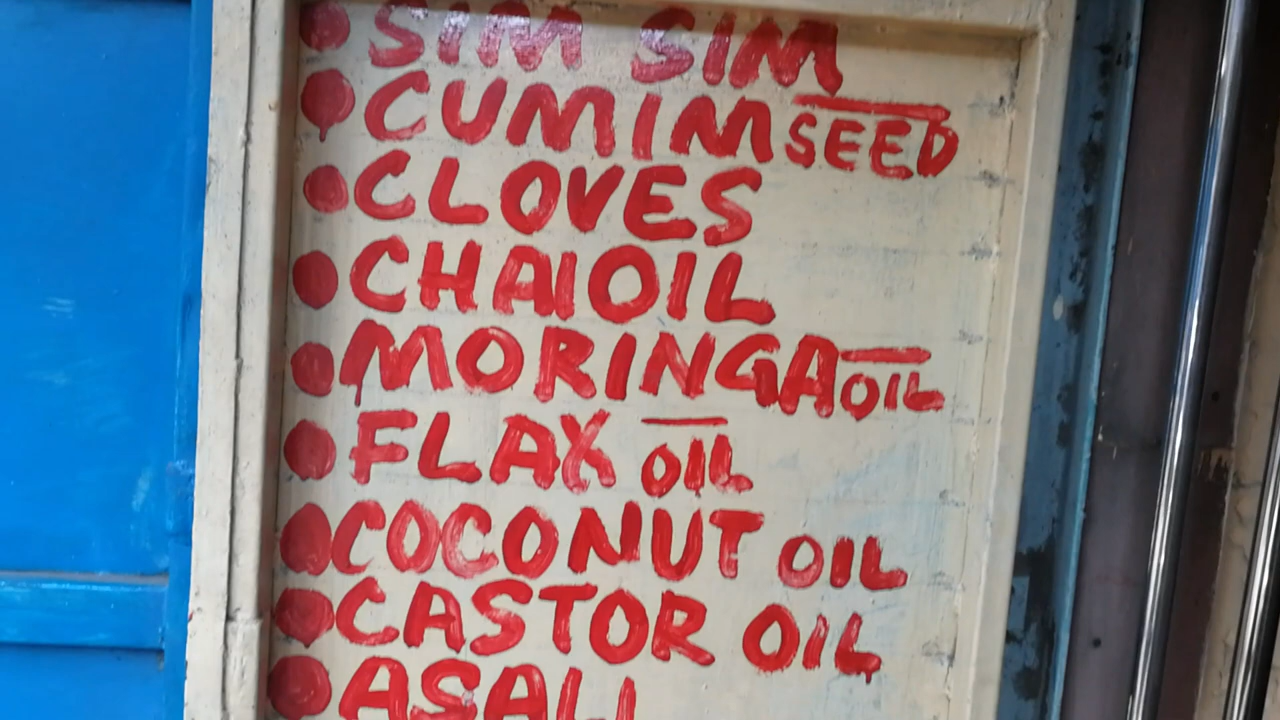 SIM SIM
CUMIM SEED
CLOVES
CHAIOIL
MORINGA OIL
FLAX OIL
COCONUT OIL
CASTOR OIL
ASALI